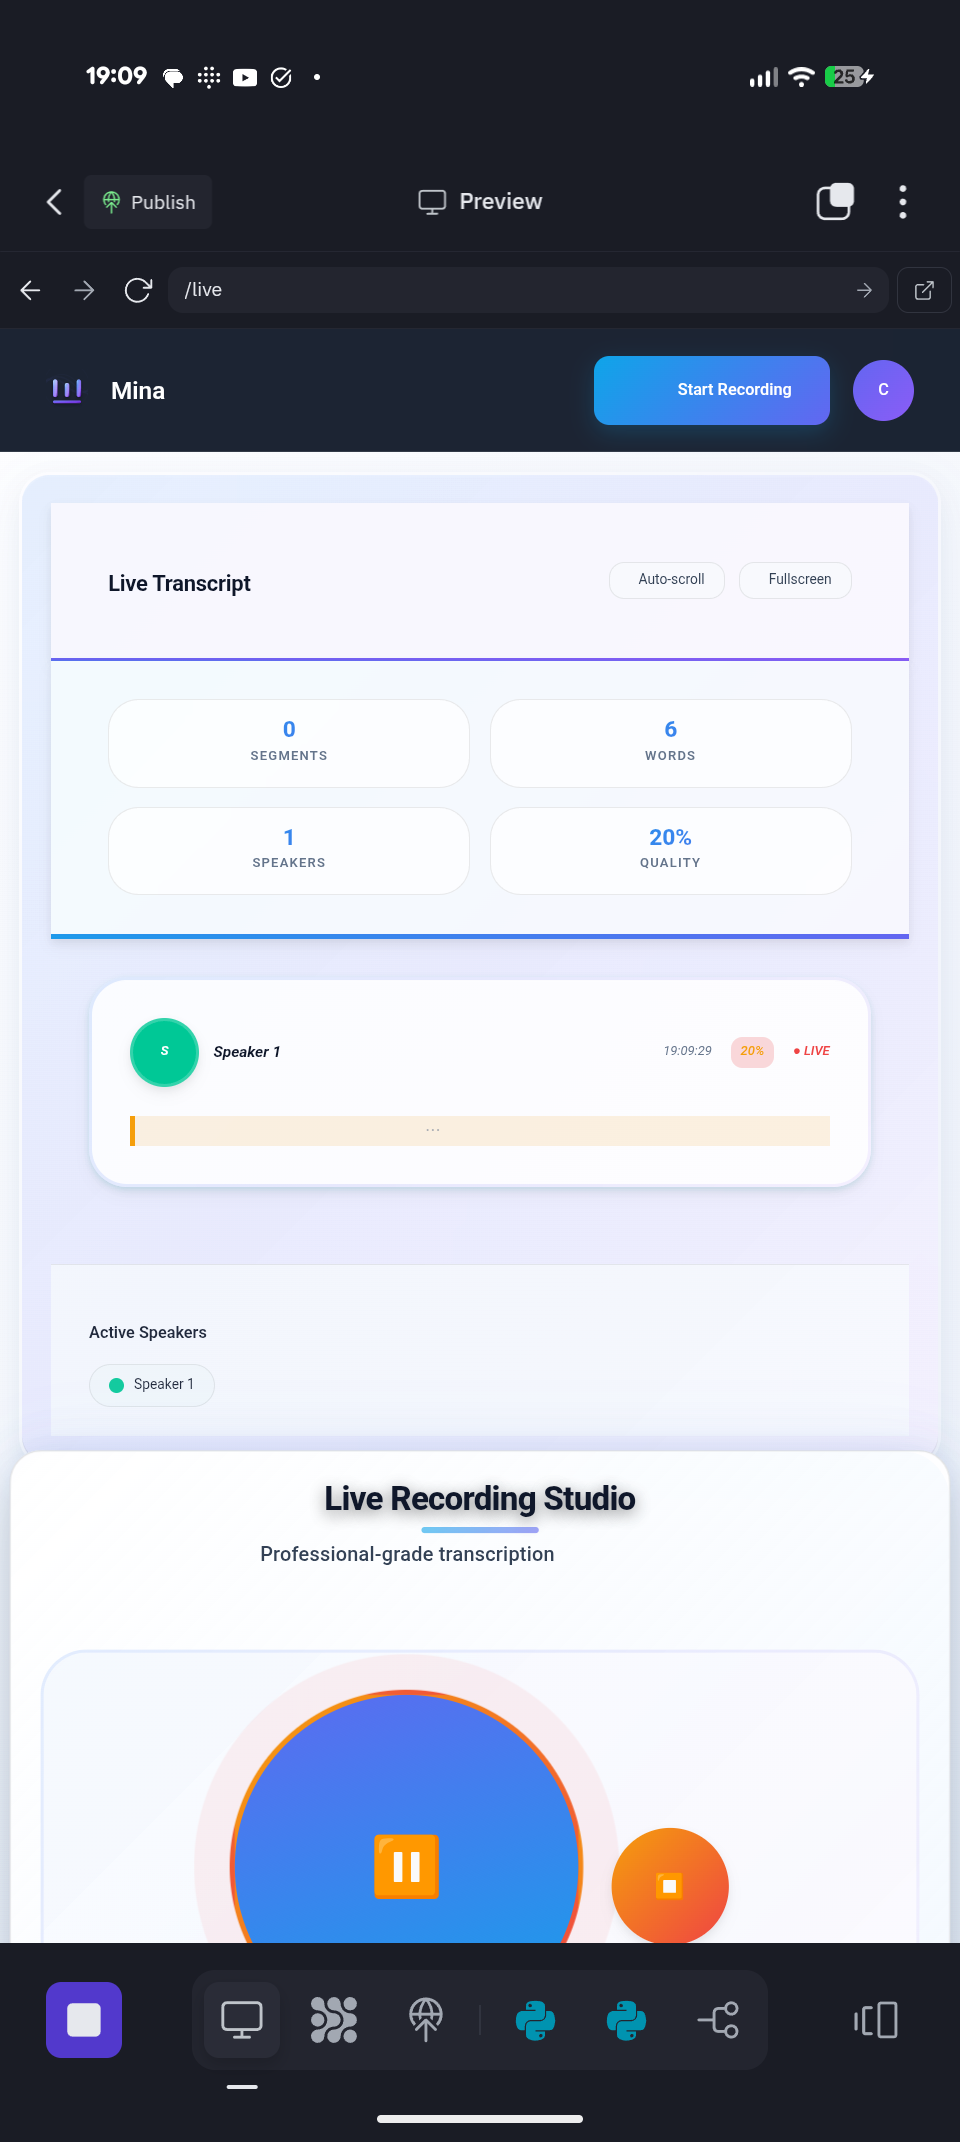 19:09
25
Publish
Preview
/live
Mina
Start Recording
C
Live Transcript
Auto-scroll
Fullscreen
0
SEGMENTS
6
WORDS
1
SPEAKERS
20%
QUALITY
S
Speaker 1
19:09:29
20%
● LIVE
...
Active Speakers
Speaker 1
Live Recording Studio
Professional-grade transcription